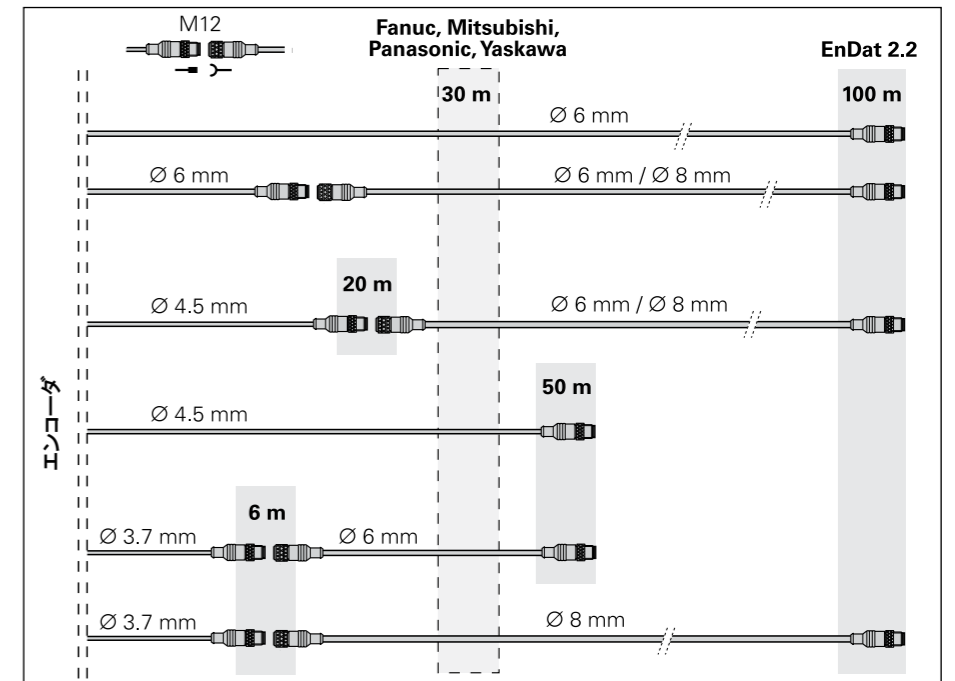 M12
Fanuc, Mitsubishi,
Panasonic, Yaskawa
EnDat 2.2
30 m
100 m
Ø 6 mm
Ø 6 mm
Ø 6 mm / Ø 8 mm
20 m
Ø 4.5 mm
Ø 6 mm / Ø 8 mm
50 m
Ø 4.5 mm
エンコーダ
6 m
Ø 3.7 mm
Ø 6 mm
Ø 3.7 mm
Ø 8 mm